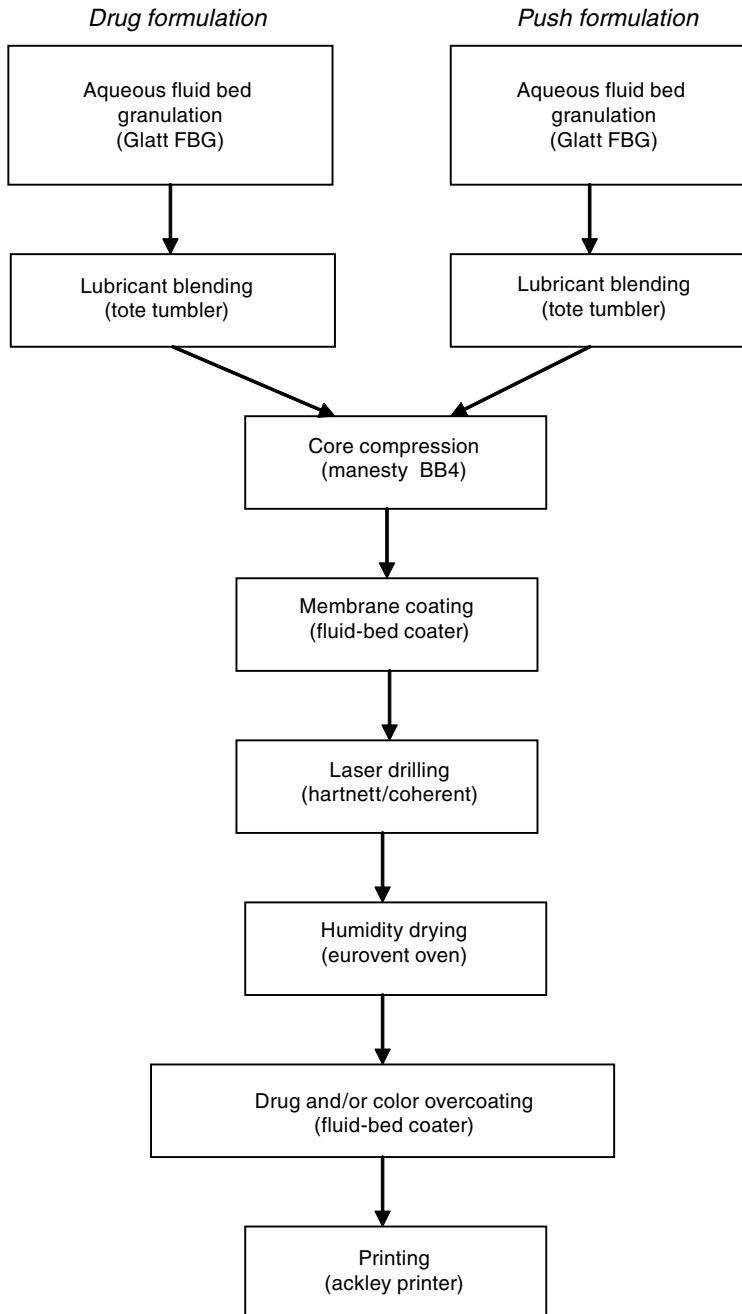 Drug formulation
Push formulation
Aqueous fluid bed
granulation
(Glatt FBG)
Aqueous fluid bed
granulation
(Glatt FBG)
Lubricant blending
(tote tumbler)
Lubricant blending
(tote tumbler)
Core compression
(manesty BB4)
Membrane coating
(fluid-bed coater)
Laser drilling
(hartnett/coherent)
Humidity drying
(eurovent oven)
Drug and/or color overcoating
(fluid-bed coater)
Printing
(ackley printer)